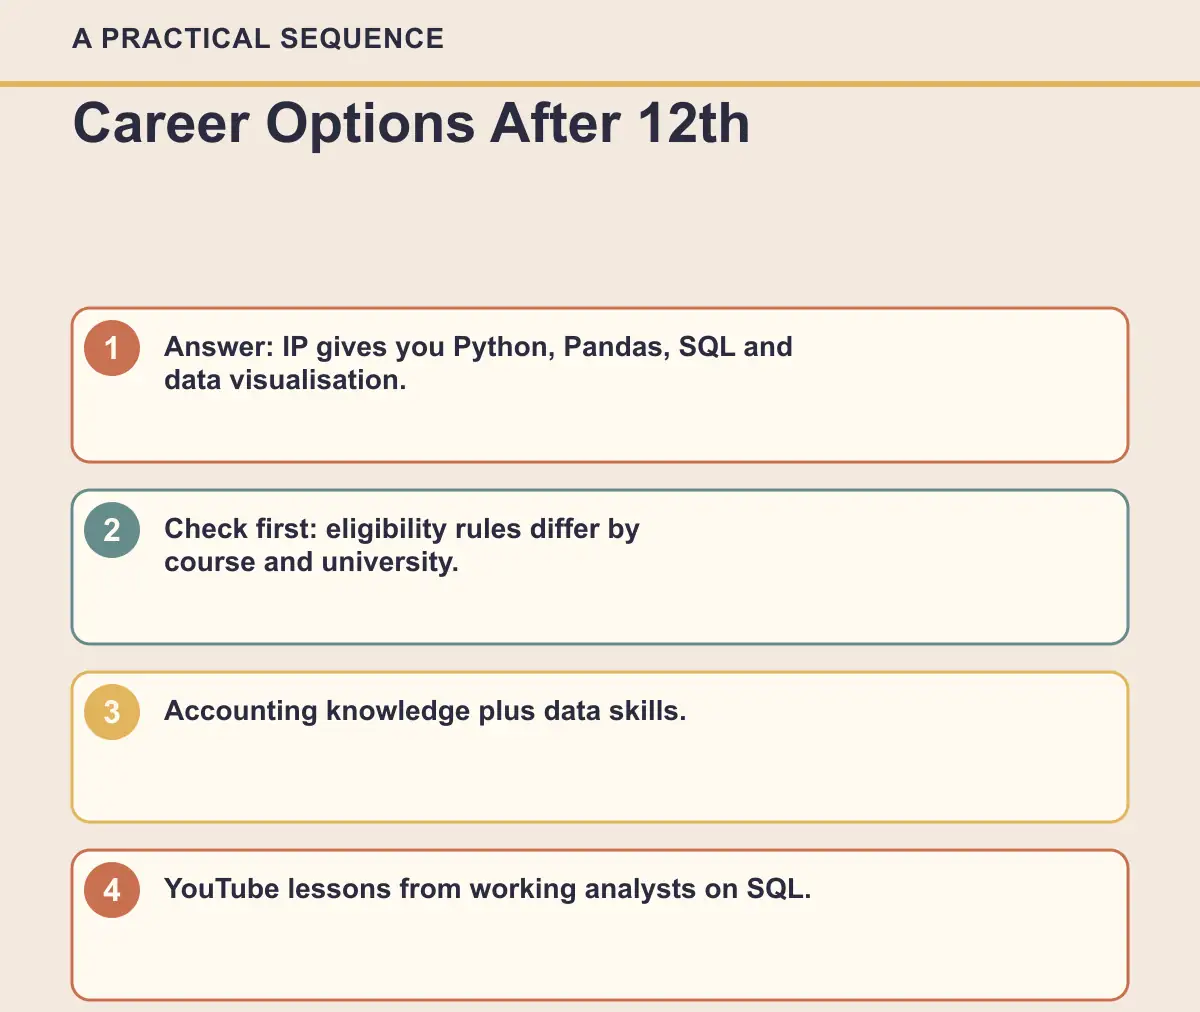 A PRACTICAL SEQUENCE
Career Options After 12th
1
Answer: IP gives you Python, Pandas, SQL and
data visualisation.
2
Check first: eligibility rules differ by
course and university.
3
Accounting knowledge plus data skills.
4
YouTube lessons from working analysts on SQL.